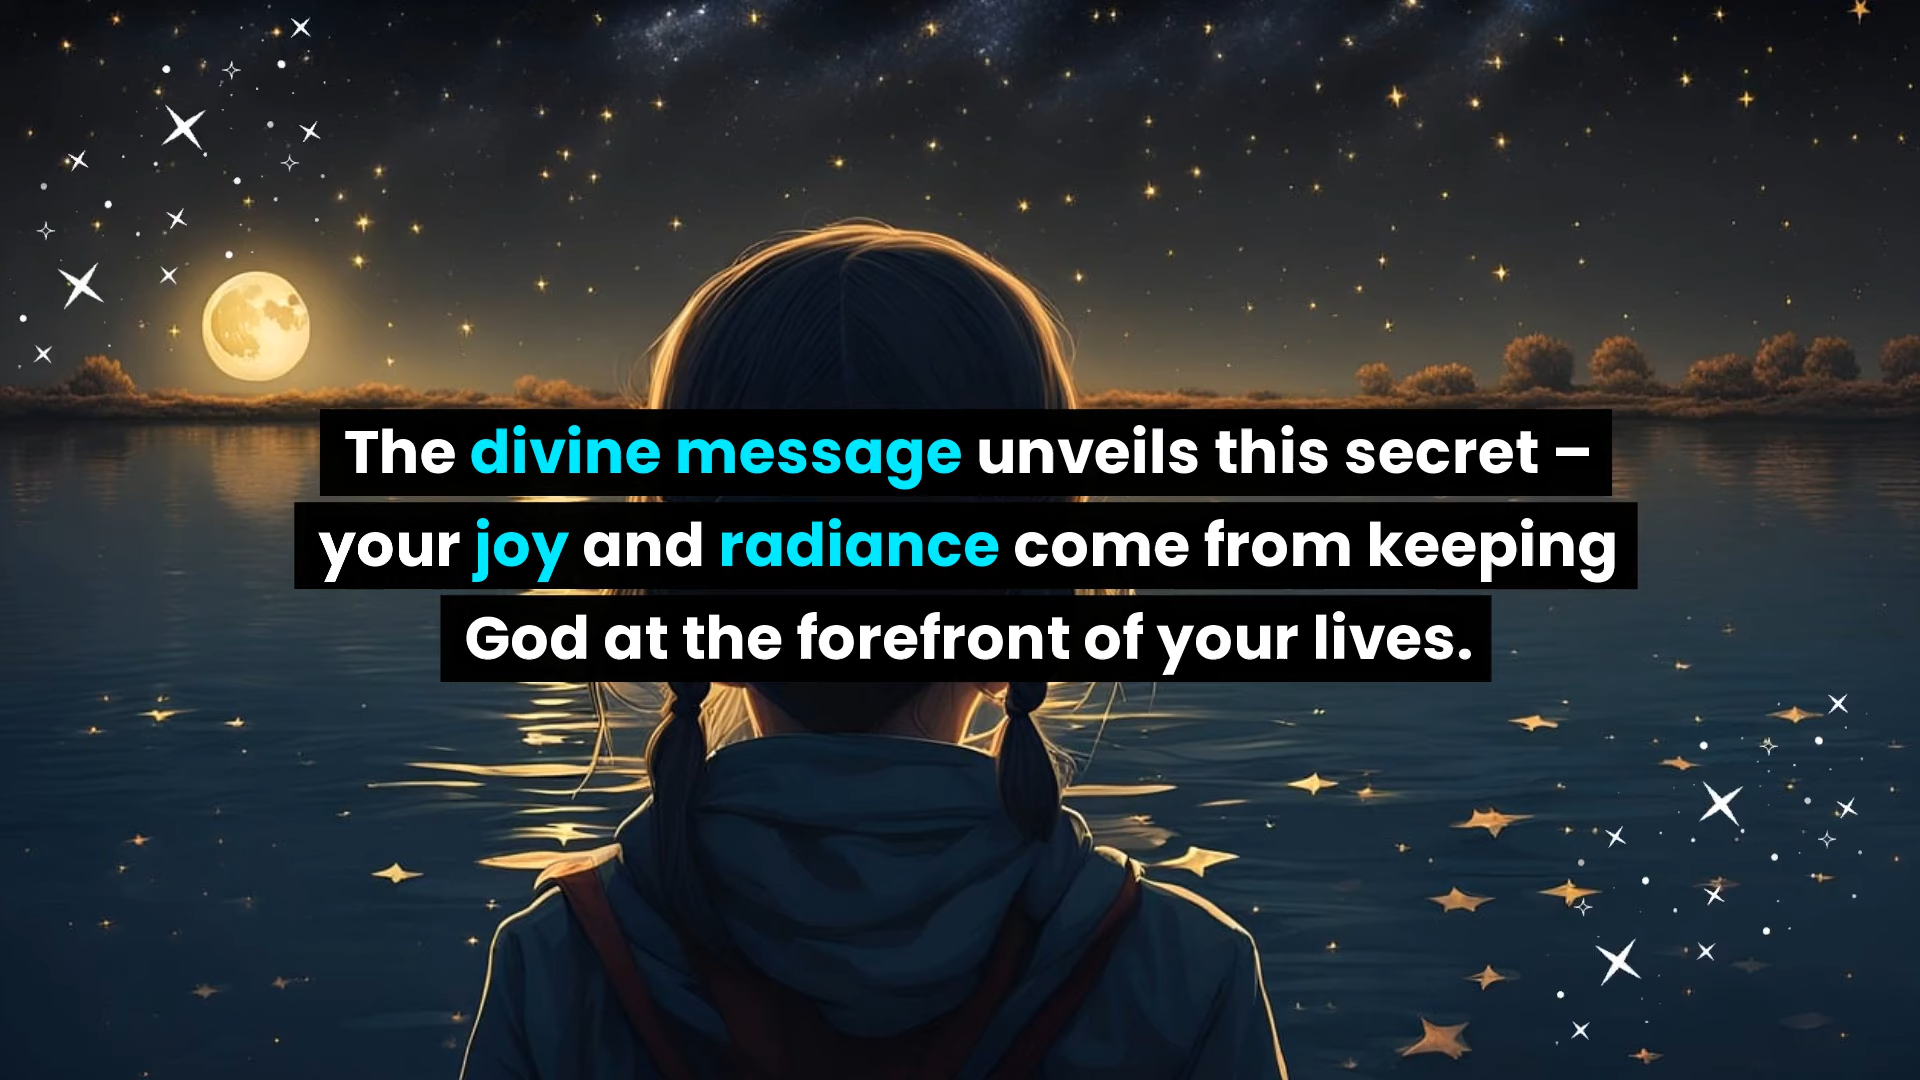 The divine message unveils this secret –
your joy and radiance come from keeping
God at the forefront of your lives.